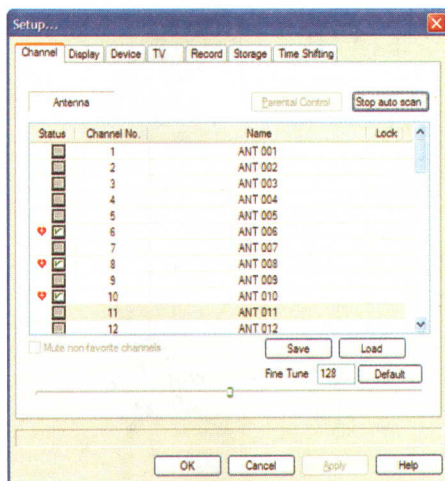 Setup...
Channel Display Device TV Record Storage Time Shifting
Antenna Parental Control Stop auto scan
Status Channel No. Name Lock
1 ANT 001
2 ANT 002
3 ANT 003
4 ANT 004
5 ANT 005
6 ANT 006
7 ANT 007
8 ANT 008
9 ANT 009
10 ANT 010
11 ANT 011
12 ANT 012
Mute non-favorite channels Save Load
Fine Tune 128 Default
OK Cancel Apply Help